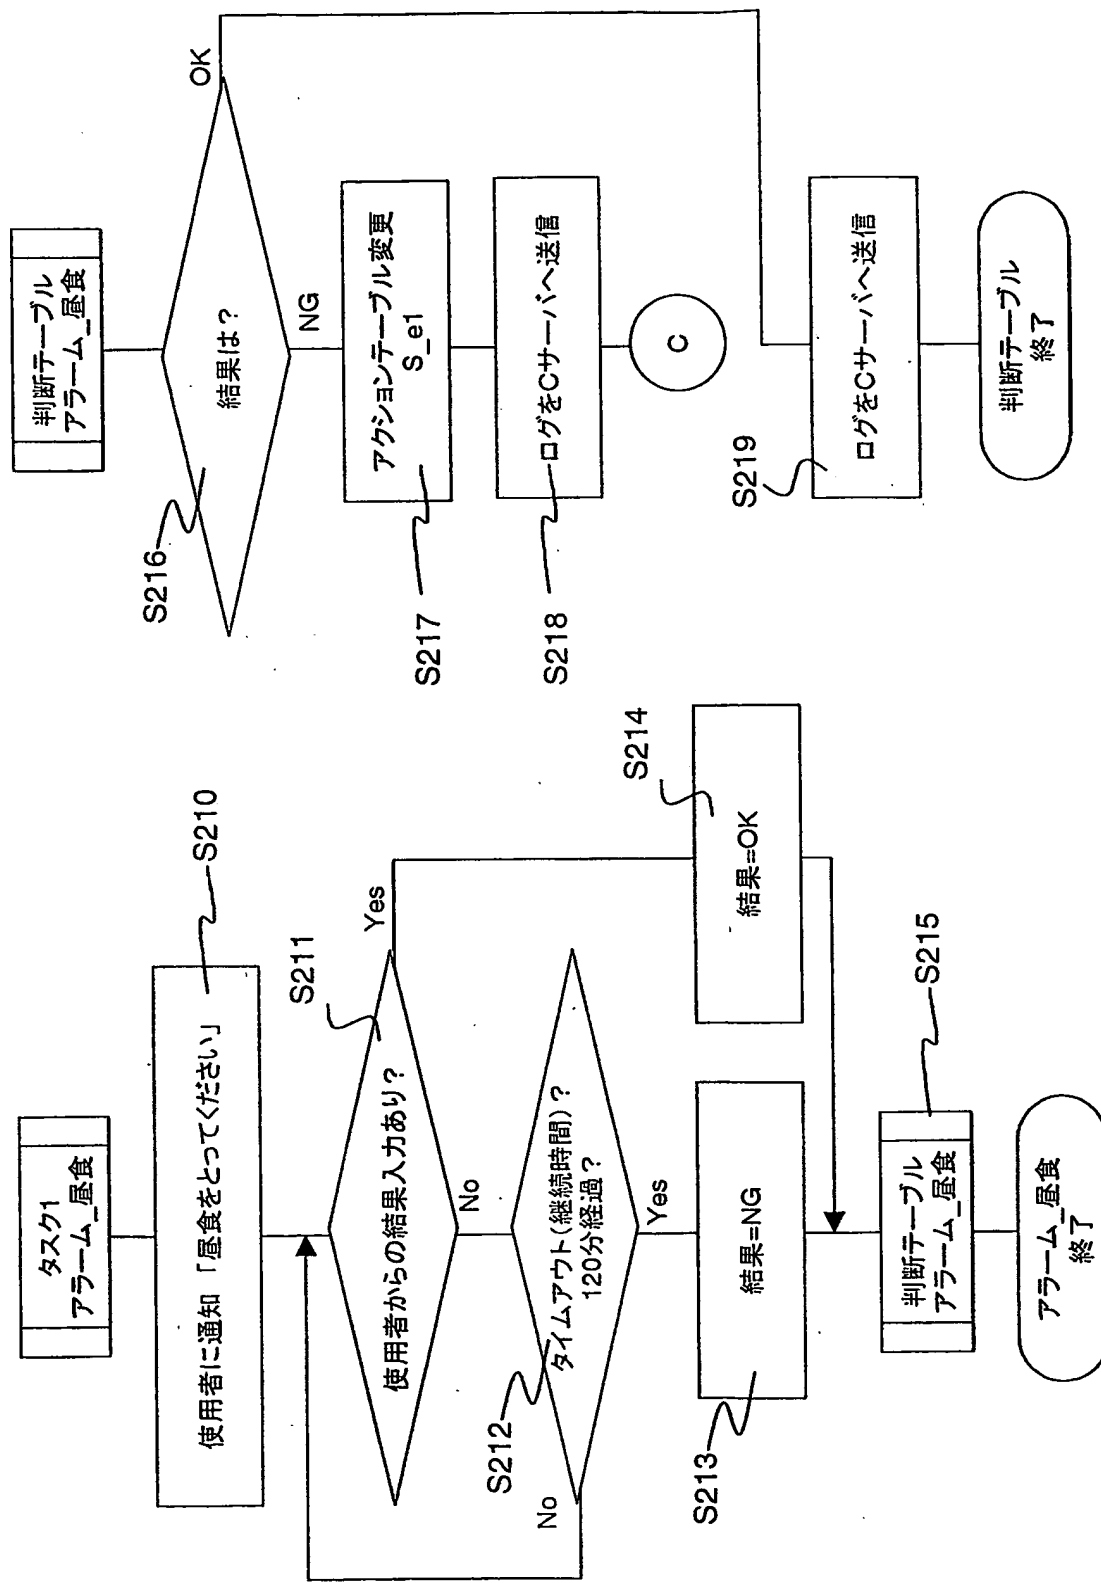 タスク1
アラーム_昼食
使用者に通知 「昼食をとってください」
S210
使用者からの結果入力あり?
S211
Yes
No
タイムアウト(継続時間)?
120分経過?
S212
No
Yes
結果=NG
S213
結果=OK
S214
判断テーブル
アラーム_昼食
S215
アラーム_昼食
終了
判断テーブル
アラーム_昼食
結果は?
S216
OK
NG
アクションテーブル変更
S_e1
S217
ログをCサーバへ送信
S218
C
ログをCサーバへ送信
S219
判断テーブル
終了